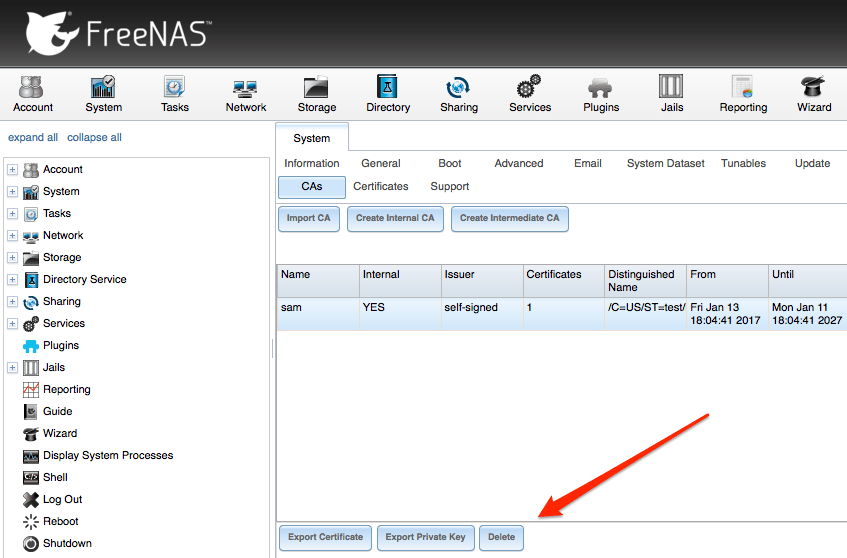 FreeNAS™
Account System Tasks Network Storage Directory Sharing Services Plugins Jails Reporting Wizard
expand all collapse all
System
Information General Boot Advanced Email System Dataset Tunables Update
CAs Certificates Support
Import CA Create Internal CA Create Intermediate CA
Name Internal Issuer Certificates Distinguished Name From Until
sam YES self-signed 1 /C=US/ST=test/ Fri Jan 13 18:04:41 2017 Mon Jan 11 18:04:41 2027
Export Certificate Export Private Key Delete
Account
System
Tasks
Network
Storage
Directory Service
Sharing
Services
Plugins
Jails
Reporting
Guide
Wizard
Display System Processes
Shell
Log Out
Reboot
Shutdown